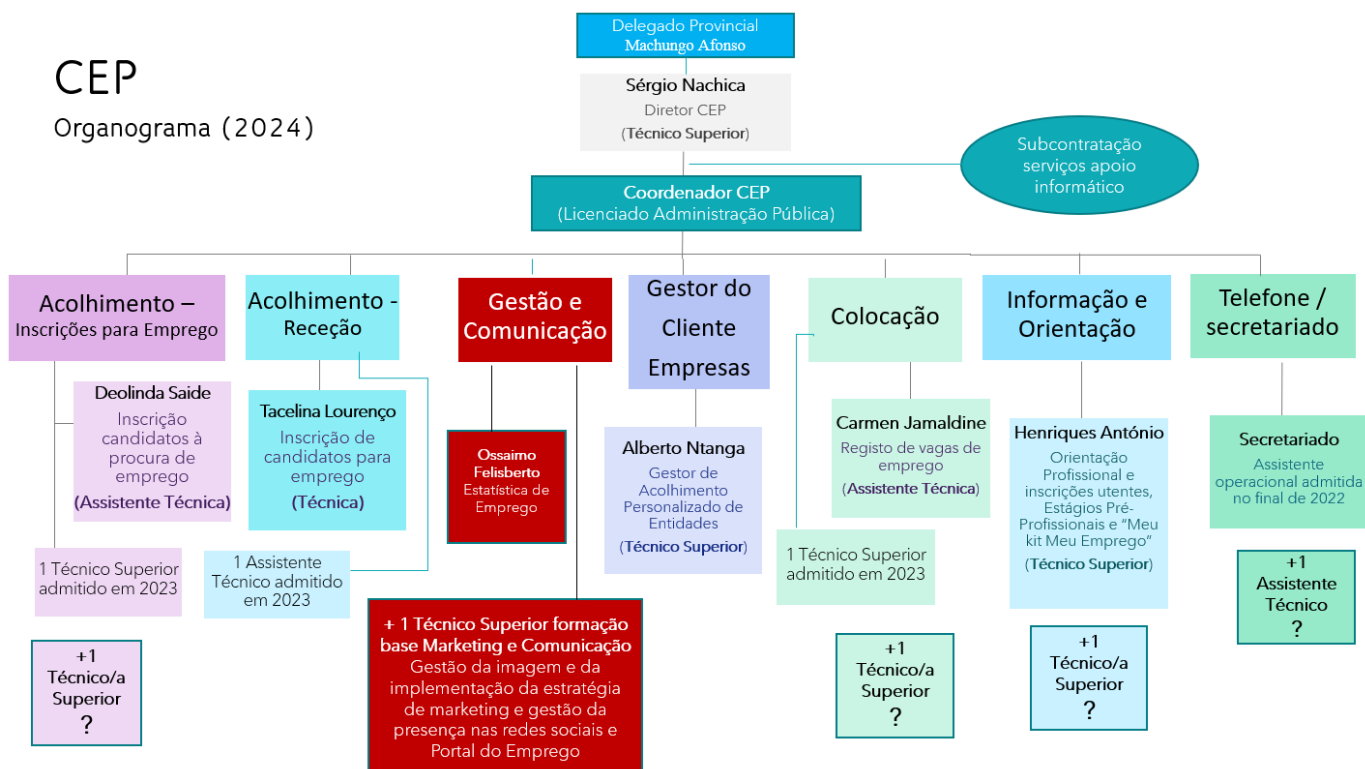 CEP
Organograma (2024)
Delegado Provincial
Machungo Afonso
Sérgio Nachica
Diretor CEP
(Técnico Superior)
Subcontratação
serviços apoio
informático
Coordenador CEP
(Licenciado Administração Pública)
Acolhimento –
Inscrições para Emprego
Deolinda Saide
Inscrição
candidatos à
procura de
emprego
(Assistente Técnica)
1 Técnico Superior
admitido em 2023
+1
Técnico/a
Superior
?
Acolhimento -
Receção
Tacelina Lourenço
Inscrição de
candidatos para
emprego
(Técnica)
1 Assistente
Técnico admitido
em 2023
Gestão e
Comunicação
Ossaimo
Felisberto
Estatística de
Emprego
+ 1 Técnico Superior formação
base Marketing e Comunicação
Gestão da imagem e da
implementação da estratégia
de marketing e gestão da
presença nas redes sociais e
Portal do Emprego
Gestor do
Cliente
Empresas
Alberto Ntanga
Gestor de
Acolhimento
Personalizado de
Entidades
(Técnico Superior)
Colocação
Carmen Jamaldine
Registo de vagas de
emprego
(Assistente Técnica)
1 Técnico Superior
admitido em 2023
+1
Técnico/a
Superior
?
Informação e
Orientação
Henriques António
Orientação
Profissional e
inscrições utentes,
Estágios Pré-
Profissionais e “Meu
kit Meu Emprego”
(Técnico Superior)
+1
Técnico/a
Superior
?
Telefone /
secretariado
Secretariado
Assistente
operacional admitida
no final de 2022
+1
Assistente
Técnico
?